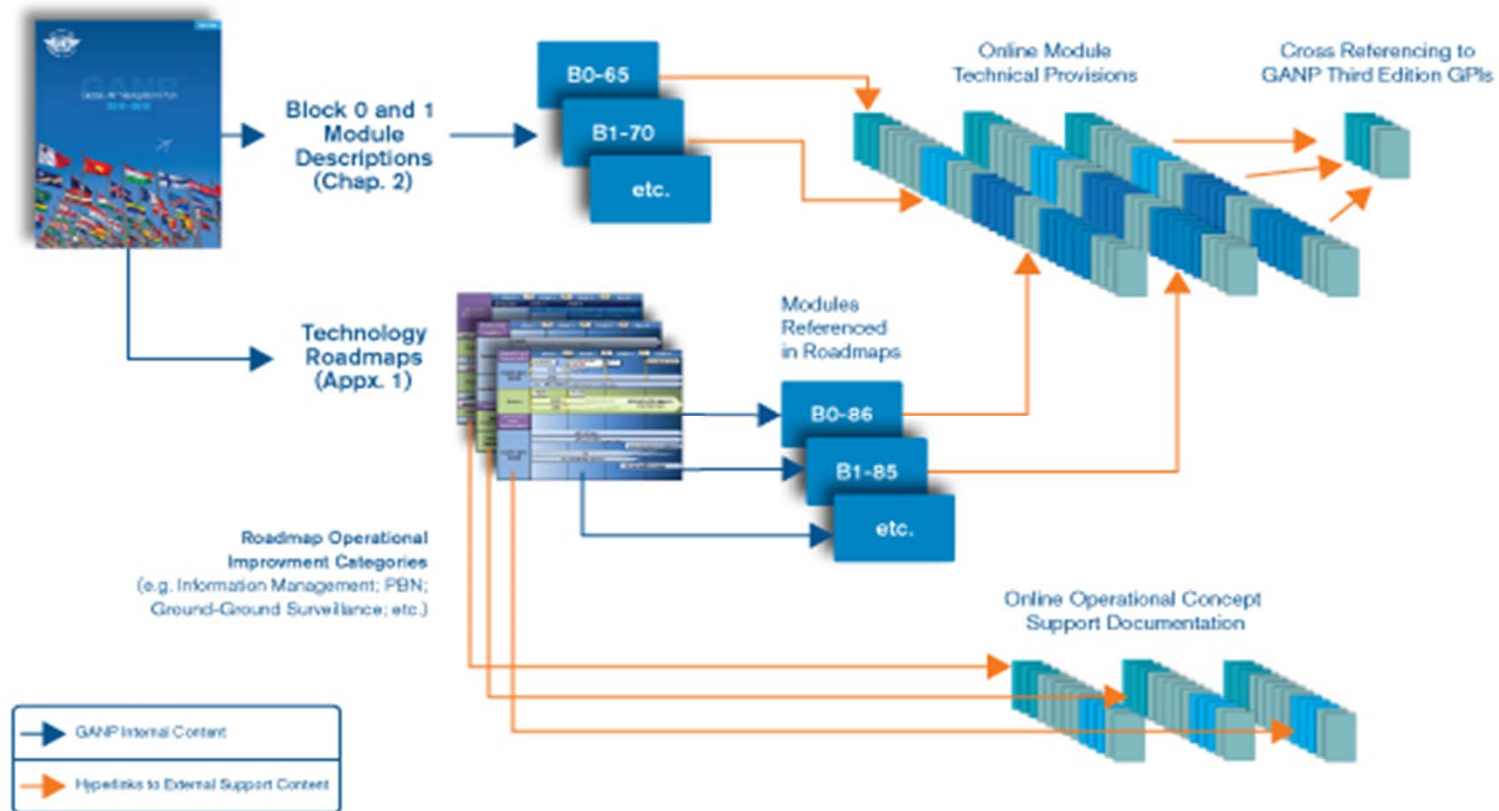 GANP
Block 0 and 1
Module
Descriptions
(Chap. 2)
B0-65
B1-70
etc.
Online Module
Technical Provisions
Cross Referencing to
GANP Third Edition GPIs
Technology
Roadmaps
(Appx. 1)
Modules
Referenced
in Roadmaps
B0-86
B1-85
etc.
Roadmap Operational
Improvment Categories
(e.g. Information Management; PBN;
Ground-Ground Surveillance; etc.)
Online Operational Concept
Support Documentation
GANP Internal Content
Hyperlinks to External Support Content